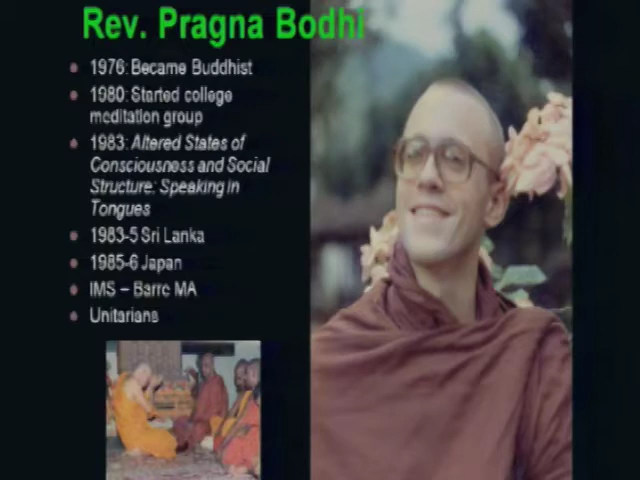 Rev. Pragna Bodhi
1976: Became Buddhist
1980: Started college
meditation group
1983: Altered States of
Consciousness and Social
Structure: Speaking in
Tongues
1983-5 Sri Lanka
1985-6 Japan
IMS – Barre MA
Unitarians